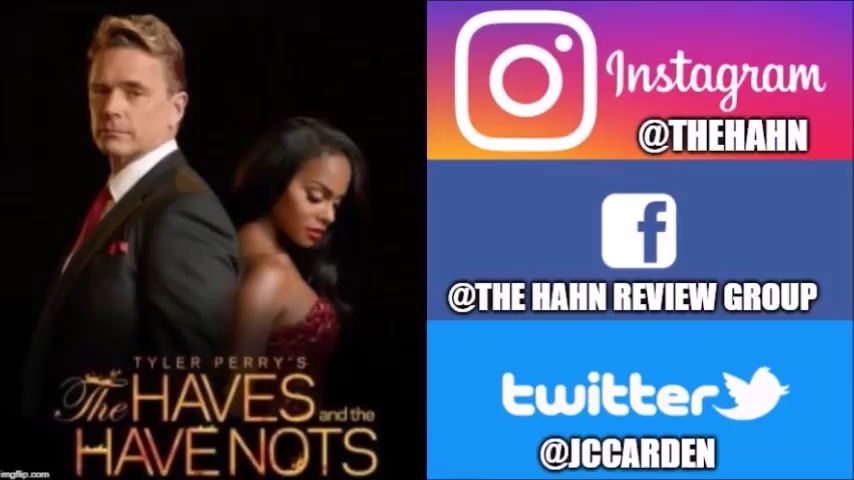 TYLER PERRY'S
The HAVES and the
HAVE NOTS
imgflip.com
Instagram
@THEHAHN
f
@THE HAHN REVIEW GROUP
twitter
@JCCARDEN